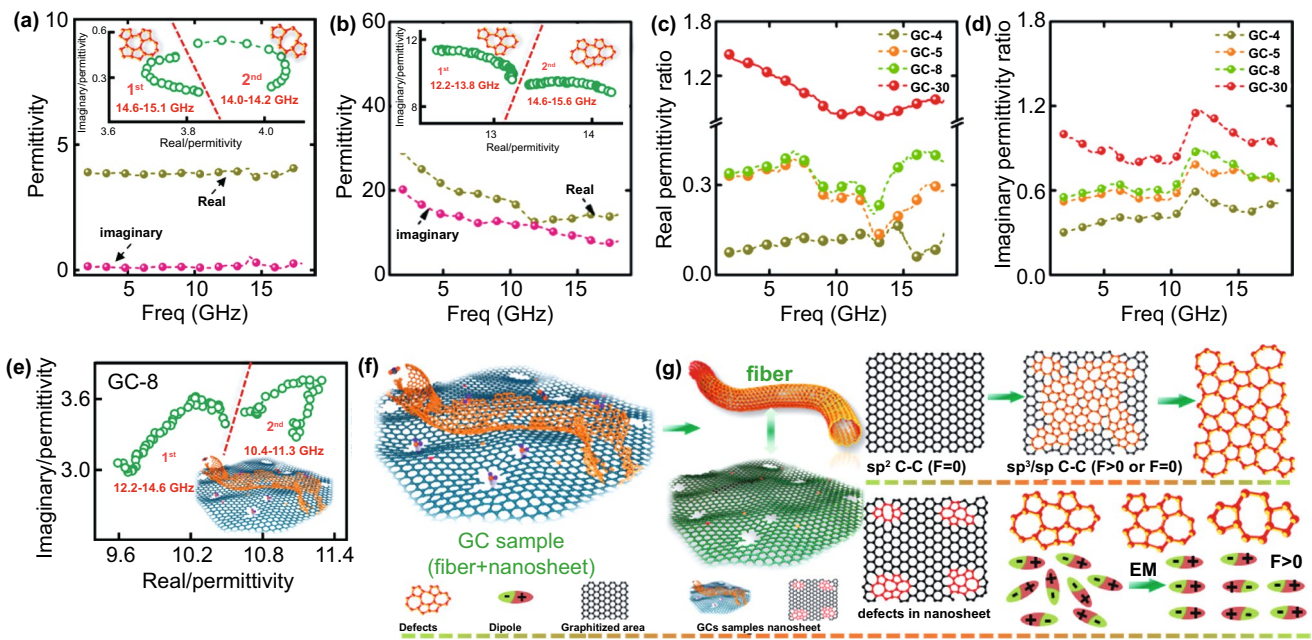 (a)
10
5
0
Permittivity
5
10
15
Freq (GHz)
0.6
0.3
Imaginary/permittivity
1st
14.6-15.1 GHz
2nd
14.0-14.2 GHz
3.6
3.8
4.0
Real/permitivity
Real
imaginary
(b)
60
40
20
0
Permittivity
5
10
15
Freq (GHz)
12
9
Imaginary/permittivity
1st
12.2-13.8 GHz
2nd
14.6-15.6 GHz
13
14
Real/permittivity
Real
imaginary
(c)
1.8
1.2
0.3
0.0
Real permittivity ratio
GC-4
GC-5
GC-8
GC-30
5
10
15
Freq (GHz)
(d)
1.8
1.2
0.6
0.0
Imaginary permittivity ratio
GC-4
GC-5
GC-8
GC-30
5
10
15
Freq (GHz)
(e)
GC-8
3.6
3.0
Imaginary/permittivity
1st
12.2-14.6 GHz
2nd
10.4-11.3 GHz
9.6
10.2
10.8
11.4
Real/permittivity
(f)
GC sample
(fiber+nanosheet)
Defects
Dipole
Graphitized area
GCs samples nanosheet
(g)
fiber
sp2 C-C (F=0)
sp3/sp C-C (F>0 or F=0)
defects in nanosheet
EM
F>0